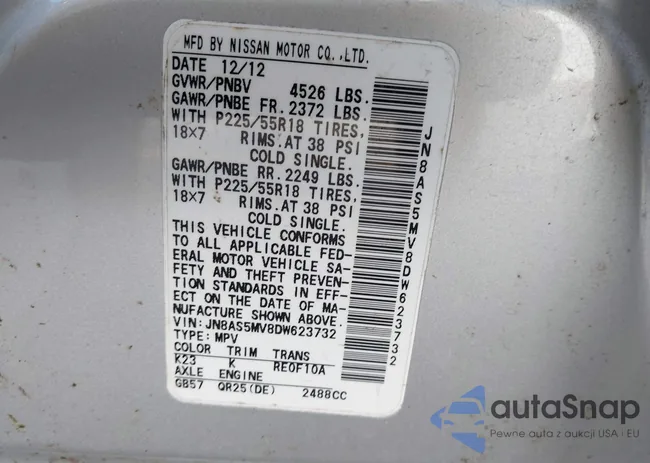 MFD BY NISSAN MOTOR CO.,LTD.
DATE 12/12
GVWR/PNBV 4526 LBS.
GAWR/PNBE FR. 2372 LBS.
WITH P225/55R18 TIRES,
18X7 RIMS.AT 38 PSI
COLD SINGLE.
GAWR/PNBE RR. 2249 LBS.
WITH P225/55R18 TIRES,
18X7 RIMS.AT 38 PSI
COLD SINGLE.
THIS VEHICLE CONFORMS
TO ALL APPLICABLE FED-
ERAL MOTOR VEHICLE SA-
FETY AND THEFT PREVEN-
TION STANDARDS IN EFF-
ECT ON THE DATE OF MA-
NUFACTURE SHOWN ABOVE.
VIN: JN8AS5MV8DW623732
TYPE: MPV
COLOR TRIM TRANS
K23 K RE0F10A
AXLE ENGINE
GB57 QR25(DE) 2488CC
JN8AS5MV8DW623732
autaSnap
Pewne auta z aukcji USA i EU